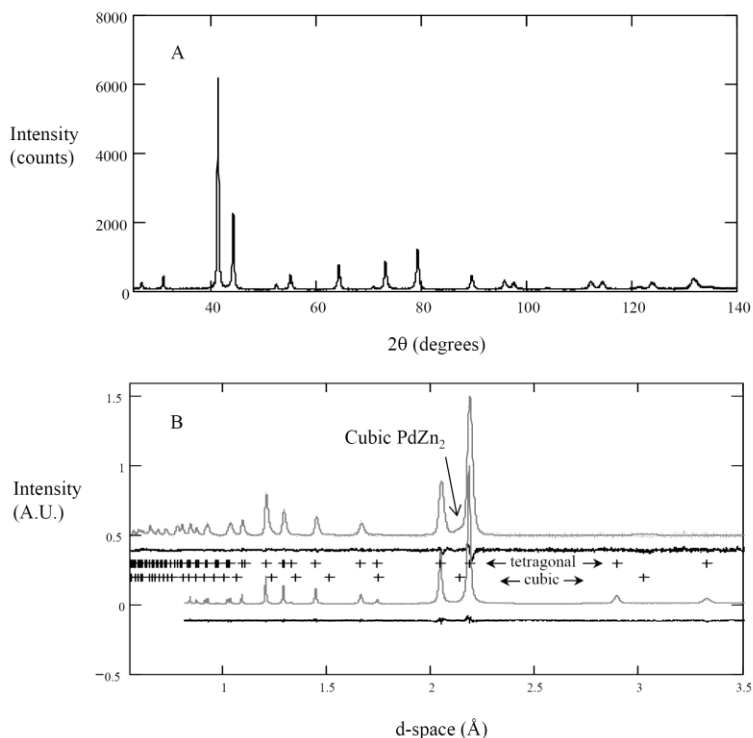 8000
A
6000
Intensity
(counts)
4000
2000
0
40
60
80
100
120
140
2θ (degrees)
1.5
B
Cubic PdZn₂
1
Intensity
(A.U.)
0.5
tetragonal
cubic
0
−0.5
1
1.5
2
2.5
3
3.5
d-space (Å)